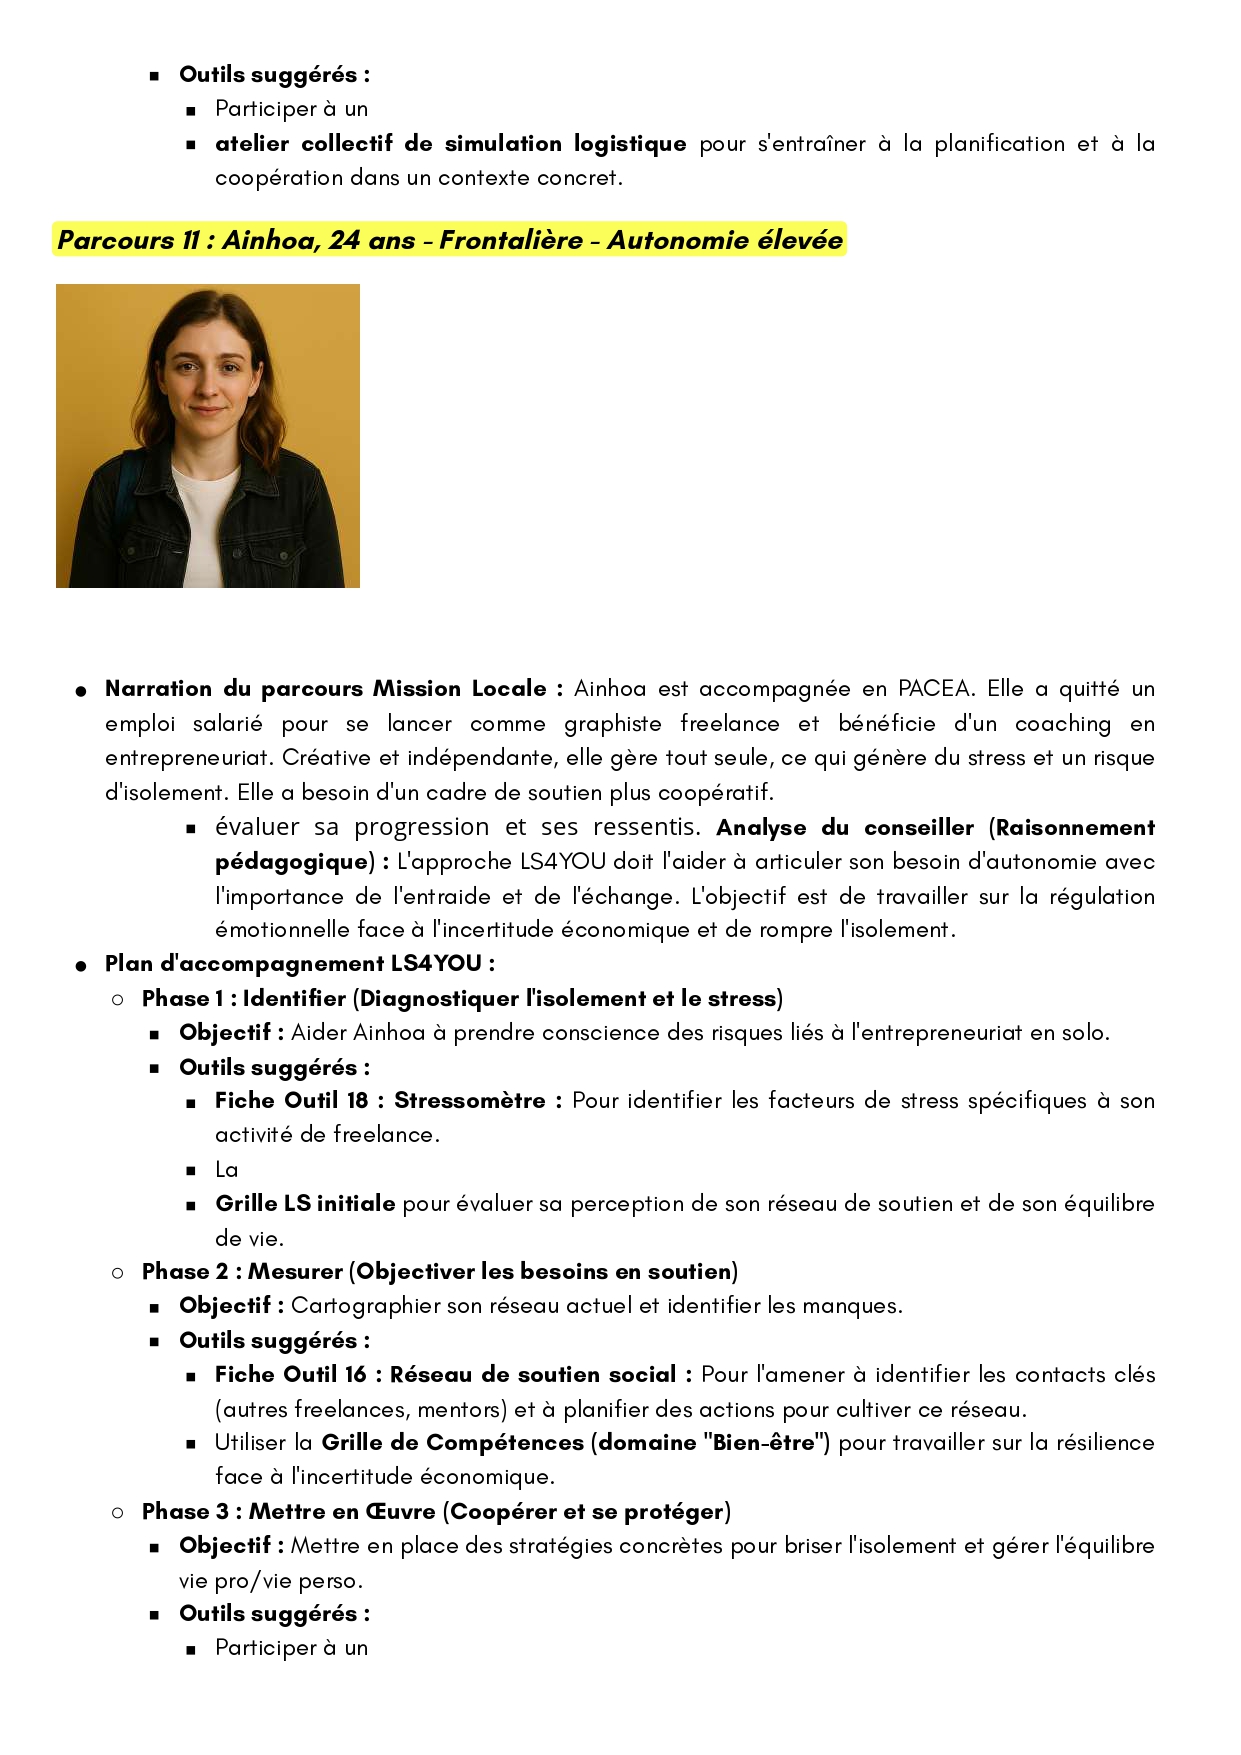 Outils suggérés :
Participer à un
atelier collectif de simulation logistique pour s'entraîner à la planification et à la
coopération dans un contexte concret.
Parcours 11 : Ainhoa, 24 ans - Frontalière - Autonomie élevée
Narration du parcours Mission Locale : Ainhoa est accompagnée en PACEA. Elle a quitté un
emploi salarié pour se lancer comme graphiste freelance et bénéficie d'un coaching en
entrepreneuriat. Créative et indépendante, elle gère tout seule, ce qui génère du stress et un risque
d'isolement. Elle a besoin d'un cadre de soutien plus coopératif.
évaluer sa progression et ses ressentis. Analyse du conseiller (Raisonnement
pédagogique) : L'approche LS4YOU doit l'aider à articuler son besoin d'autonomie avec
l'importance de l'entraide et de l'échange. L'objectif est de travailler sur la régulation
émotionnelle face à l'incertitude économique et de rompre l'isolement.
Plan d'accompagnement LS4YOU :
Phase 1 : Identifier (Diagnostiquer l'isolement et le stress)
Objectif : Aider Ainhoa à prendre conscience des risques liés à l'entrepreneuriat en solo.
Outils suggérés :
Fiche Outil 18 : Stressomètre : Pour identifier les facteurs de stress spécifiques à son
activité de freelance.
La
Grille LS initiale pour évaluer sa perception de son réseau de soutien et de son équilibre
de vie.
Phase 2 : Mesurer (Objectiver les besoins en soutien)
Objectif : Cartographier son réseau actuel et identifier les manques.
Outils suggérés :
Fiche Outil 16 : Réseau de soutien social : Pour l'amener à identifier les contacts clés
(autres freelances, mentors) et à planifier des actions pour cultiver ce réseau.
Utiliser la Grille de Compétences (domaine "Bien-être") pour travailler sur la résilience
face à l'incertitude économique.
Phase 3 : Mettre en Œuvre (Coopérer et se protéger)
Objectif : Mettre en place des stratégies concrètes pour briser l'isolement et gérer l'équilibre
vie pro/vie perso.
Outils suggérés :
Participer à un